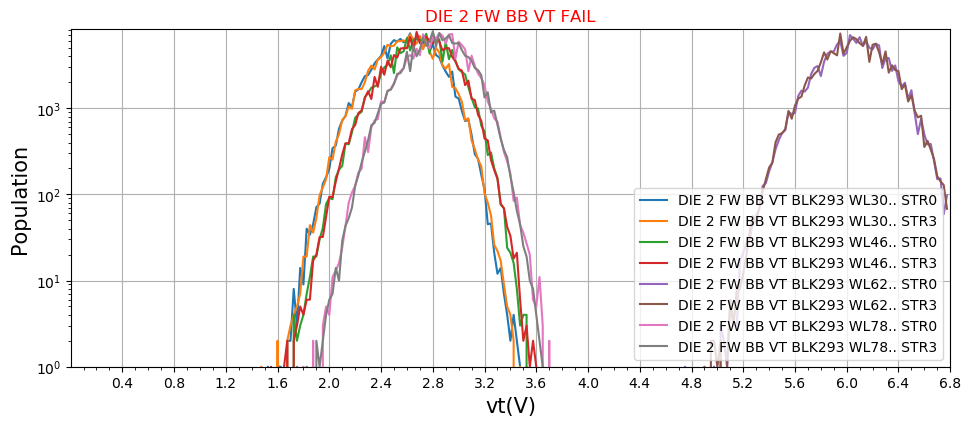 DIE 2 FW BB VT FAIL
Population
10³
10²
10¹
10⁰
DIE 2 FW BB VT BLK293 WL30.. STR0
DIE 2 FW BB VT BLK293 WL30.. STR3
DIE 2 FW BB VT BLK293 WL46.. STR0
DIE 2 FW BB VT BLK293 WL46.. STR3
DIE 2 FW BB VT BLK293 WL62.. STR0
DIE 2 FW BB VT BLK293 WL62.. STR3
DIE 2 FW BB VT BLK293 WL78.. STR0
DIE 2 FW BB VT BLK293 WL78.. STR3
0.4 0.8 1.2 1.6 2.0 2.4 2.8 3.2 3.6 4.0 4.4 4.8 5.2 5.6 6.0 6.4 6.8
vt(V)